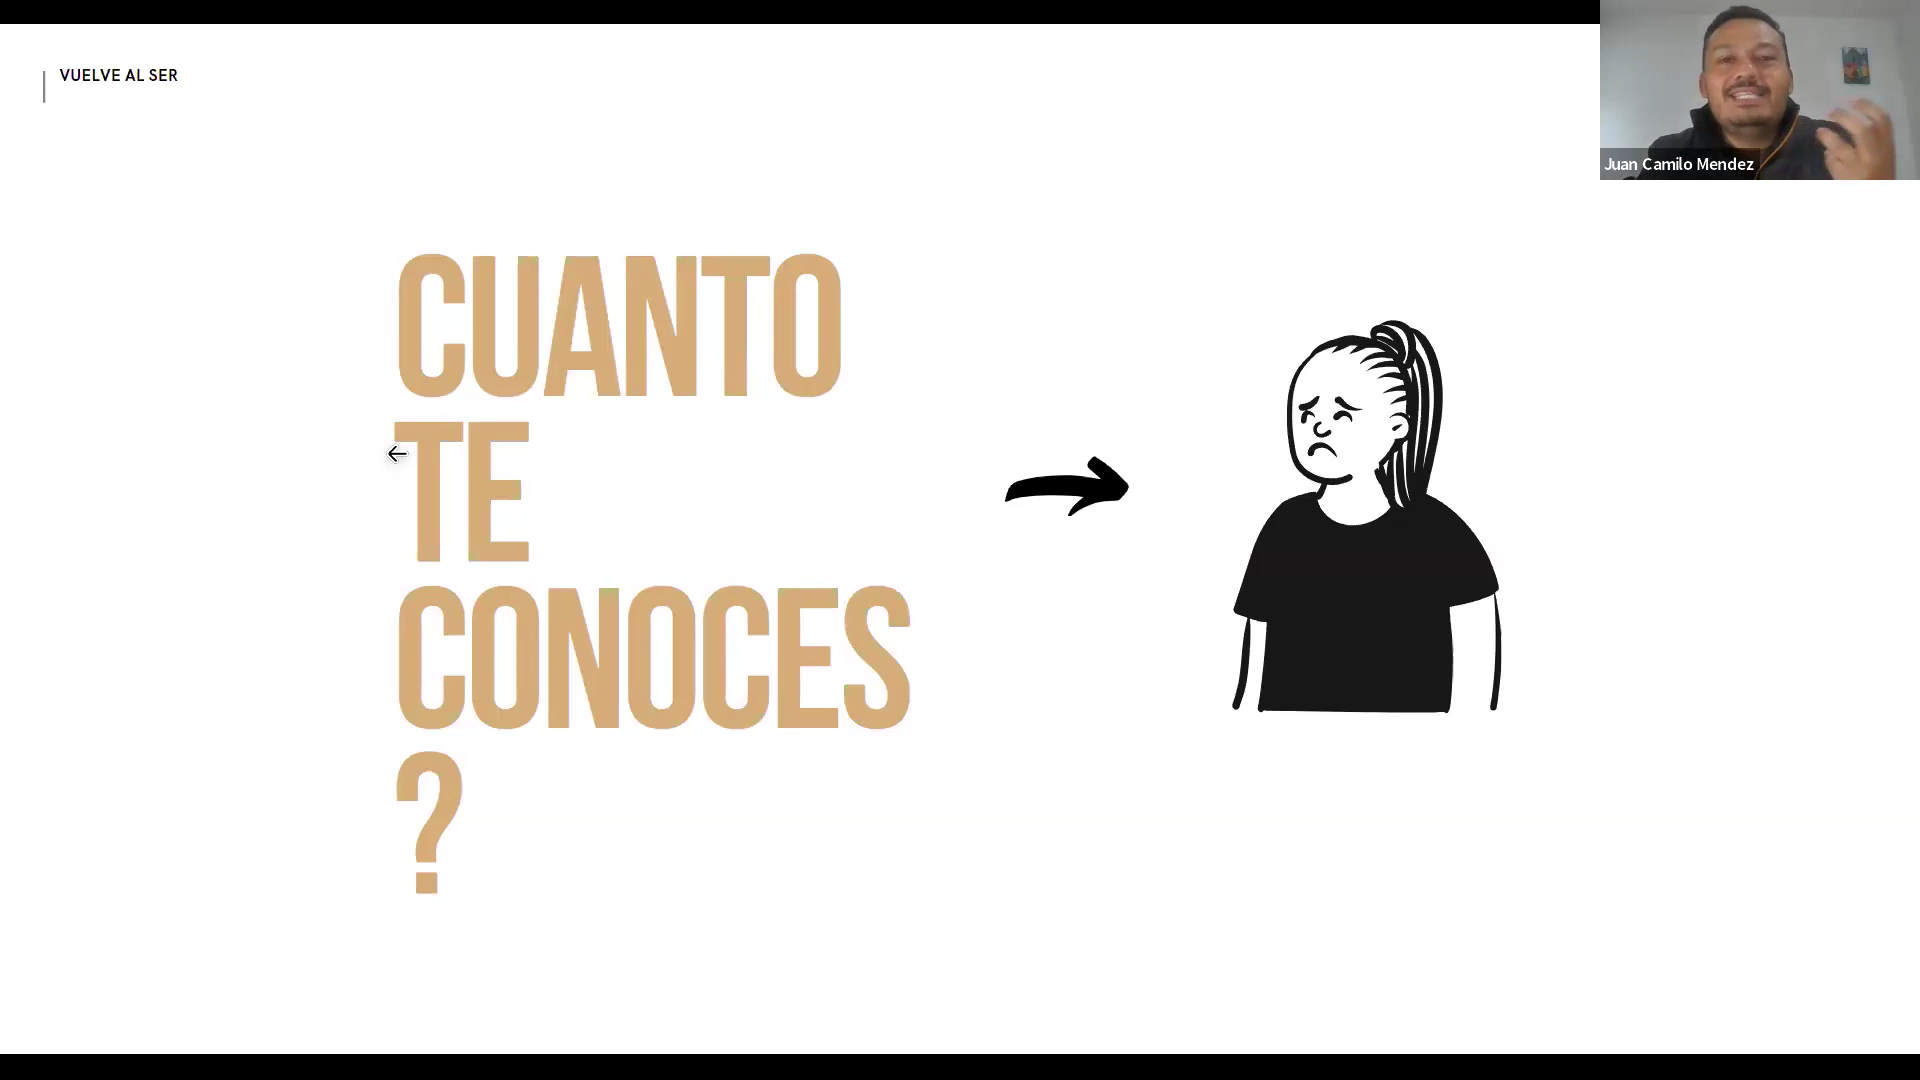 VUELVE AL SER
Juan Camilo Mendez
CUANTO
TE
CONOCES
?